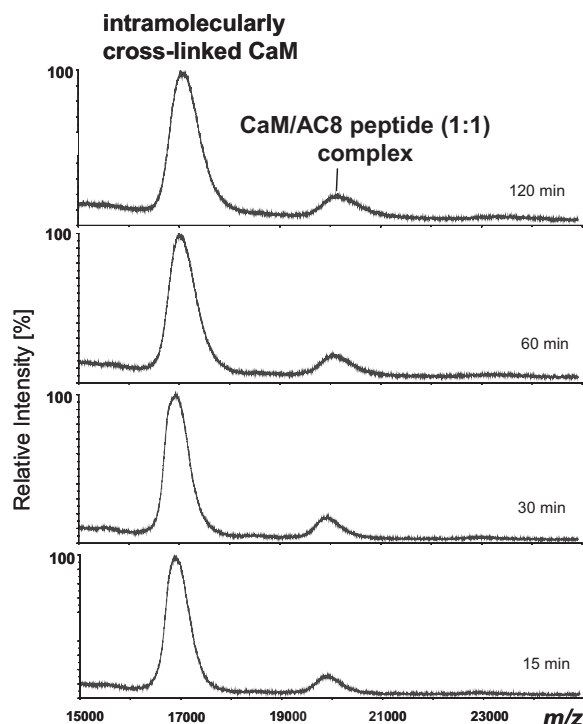 intramolecularly
cross-linked CaM
100
CaM/AC8 peptide (1:1)
complex
120 min
100
60 min
Relative Intensity [%]
100
30 min
100
15 min
15000 17000 19000 21000 23000 m/z